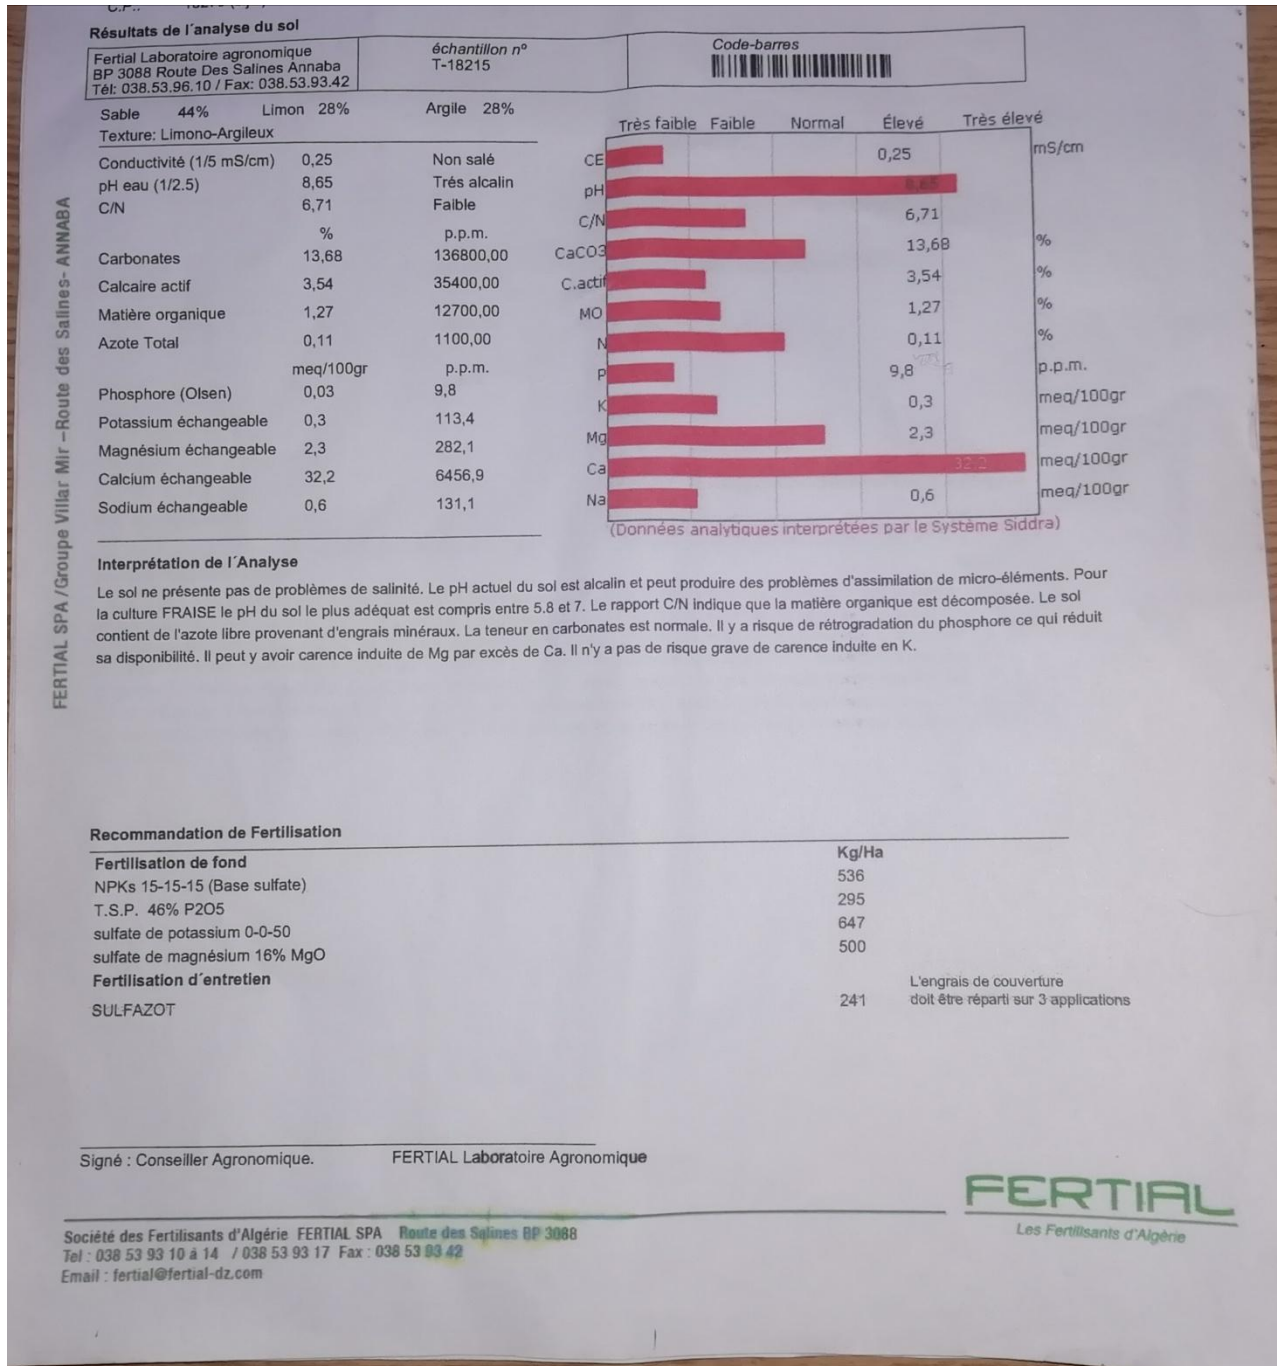 Résultats de l´analyse du sol
Fertial Laboratoire agronomique
BP 3088 Route Des Salines Annaba
Tél: 038.53.96.10 / Fax: 038.53.93.42
échantillon nº
T-18215
Code-barres
Sable 44% Limon 28% Argile 28%
Texture: Limono-Argileux
Conductivité (1/5 mS/cm) 0,25 Non salé
pH eau (1/2.5) 8,65 Trés alcalin
C/N 6,71 Faible
% p.p.m.
Carbonates 13,68 136800,00
Calcaire actif 3,54 35400,00
Matière organique 1,27 12700,00
Azote Total 0,11 1100,00
meq/100gr p.p.m.
Phosphore (Olsen) 0,03 9,8
Potassium échangeable 0,3 113,4
Magnésium échangeable 2,3 282,1
Calcium échangeable 32,2 6456,9
Sodium échangeable 0,6 131,1
Très faible Faible Normal Élevé Très élevé
CE 0,25 mS/cm
pH 8,65
C/N 6,71
CaCO3 13,68 %
C.actif 3,54 %
MO 1,27 %
N 0,11 %
P 9,8 p.p.m.
K 0,3 meq/100gr
Mg 2,3 meq/100gr
Ca 32,2 meq/100gr
Na 0,6 meq/100gr
(Données analytiques interprétées par le Système Siddra)
FERTIAL SPA /Groupe Villar Mir –Route des Salines- ANNABA
Interprétation de l´Analyse
Le sol ne présente pas de problèmes de salinité. Le pH actuel du sol est alcalin et peut produire des problèmes d'assimilation de micro-éléments. Pour
la culture FRAISE le pH du sol le plus adéquat est compris entre 5.8 et 7. Le rapport C/N indique que la matière organique est décomposée. Le sol
contient de l'azote libre provenant d'engrais minéraux. La teneur en carbonates est normale. Il y a risque de rétrogradation du phosphore ce qui réduit
sa disponibilité. Il peut y avoir carence induite de Mg par excès de Ca. Il n'y a pas de risque grave de carence induite en K.
Recommandation de Fertilisation
Fertilisation de fond Kg/Ha
NPKs 15-15-15 (Base sulfate) 536
T.S.P. 46% P2O5 295
sulfate de potassium 0-0-50 647
sulfate de magnésium 16% MgO 500
Fertilisation d´entretien
SULFAZOT 241
L'engrais de couverture
doit être réparti sur 3 applications
Signé : Conseiller Agronomique. FERTIAL Laboratoire Agronomique
FERTIAL
Les Fertilisants d'Algérie
Société des Fertilisants d'Algérie FERTIAL SPA Route des Salines BP 3088
Tel : 038 53 93 10 à 14 / 038 53 93 17 Fax : 038 53 93 42
Email : fertial@fertial-dz.com